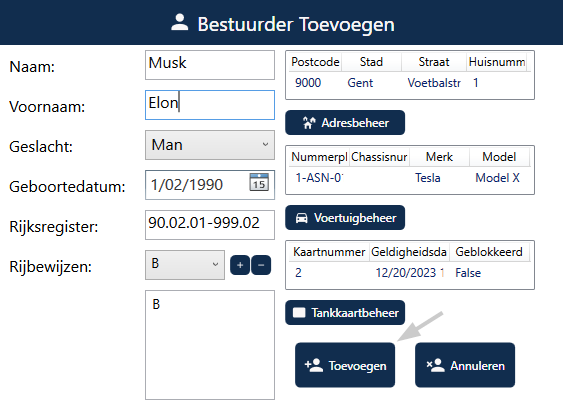 Bestuurder Toevoegen
Naam: Musk
Voornaam: Elon
Geslacht: Man
Geboortedatum: 1/02/1990 15
Rijksregister: 90.02.01-999.02
Rijbewijzen: B + −
B
Postcode Stad Straat Huisnumm
9000 Gent Voetbalstr 1
Adresbeheer
Nummerpl Chassisnur Merk Model
1-ASN-0 Tesla Model X
Voertuigbeheer
Kaartnummer Geldigheidsda Geblokkeerd
2 12/20/2023 1 False
Tankkaartbeheer
Toevoegen Annuleren